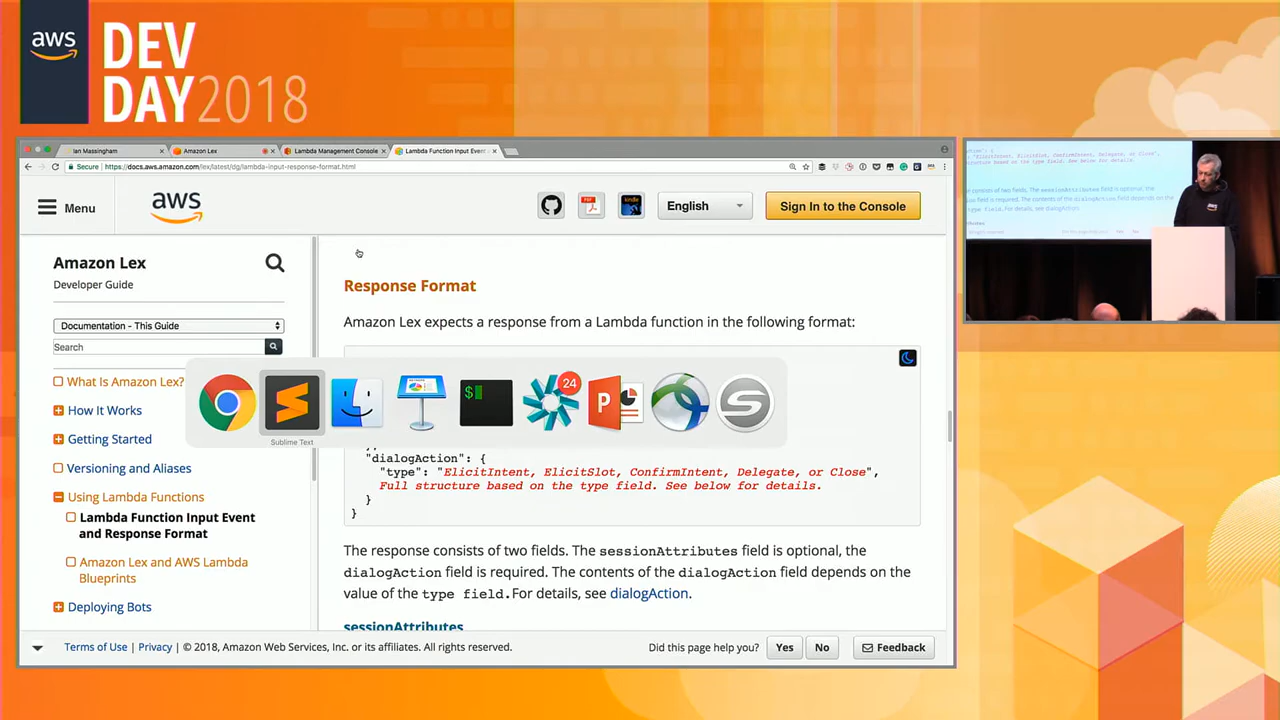 aws
DEV
DAY2018
Ian Massingham
Amazon Lex
Lambda Management Console
Lambda Function Input Event
Secure
https://docs.aws.amazon.com/lex/latest/dg/lambda-input-response-format.html
Menu
aws
PDF
kindle
English
Sign In to the Console
Amazon Lex
Developer Guide
Documentation - This Guide
Search
What Is Amazon Lex?
How It Works
Getting Started
Versioning and Aliases
Using Lambda Functions
Lambda Function Input Event
and Response Format
Amazon Lex and AWS Lambda
Blueprints
Deploying Bots
Response Format
Amazon Lex expects a response from a Lambda function in the following format:
$
24
P
S
Sublime Text
"dialogAction": {
"type": "ElicitIntent, ElicitSlot, ConfirmIntent, Delegate, or Close",
Full structure based on the type field. See below for details.
}
}
The response consists of two fields. The sessionAttributes field is optional, the
dialogAction field is required. The contents of the dialogAction field depends on the
value of the type field.For details, see dialogAction.
sessionAttributes
Terms of Use | Privacy | © 2018, Amazon Web Services, Inc. or its affiliates. All rights reserved.
Did this page help you?
Yes
No
Feedback